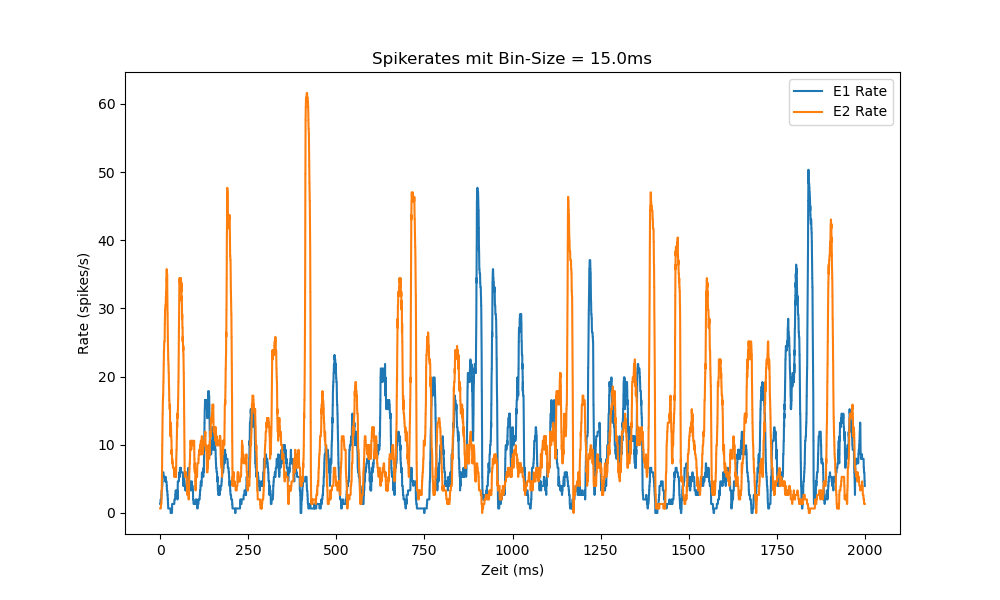 Spikerates mit Bin-Size = 15.0ms
E1 Rate
E2 Rate
60
50
40
30
20
10
0
Rate (spikes/s)
0 250 500 750 1000 1250 1500 1750 2000
Zeit (ms)